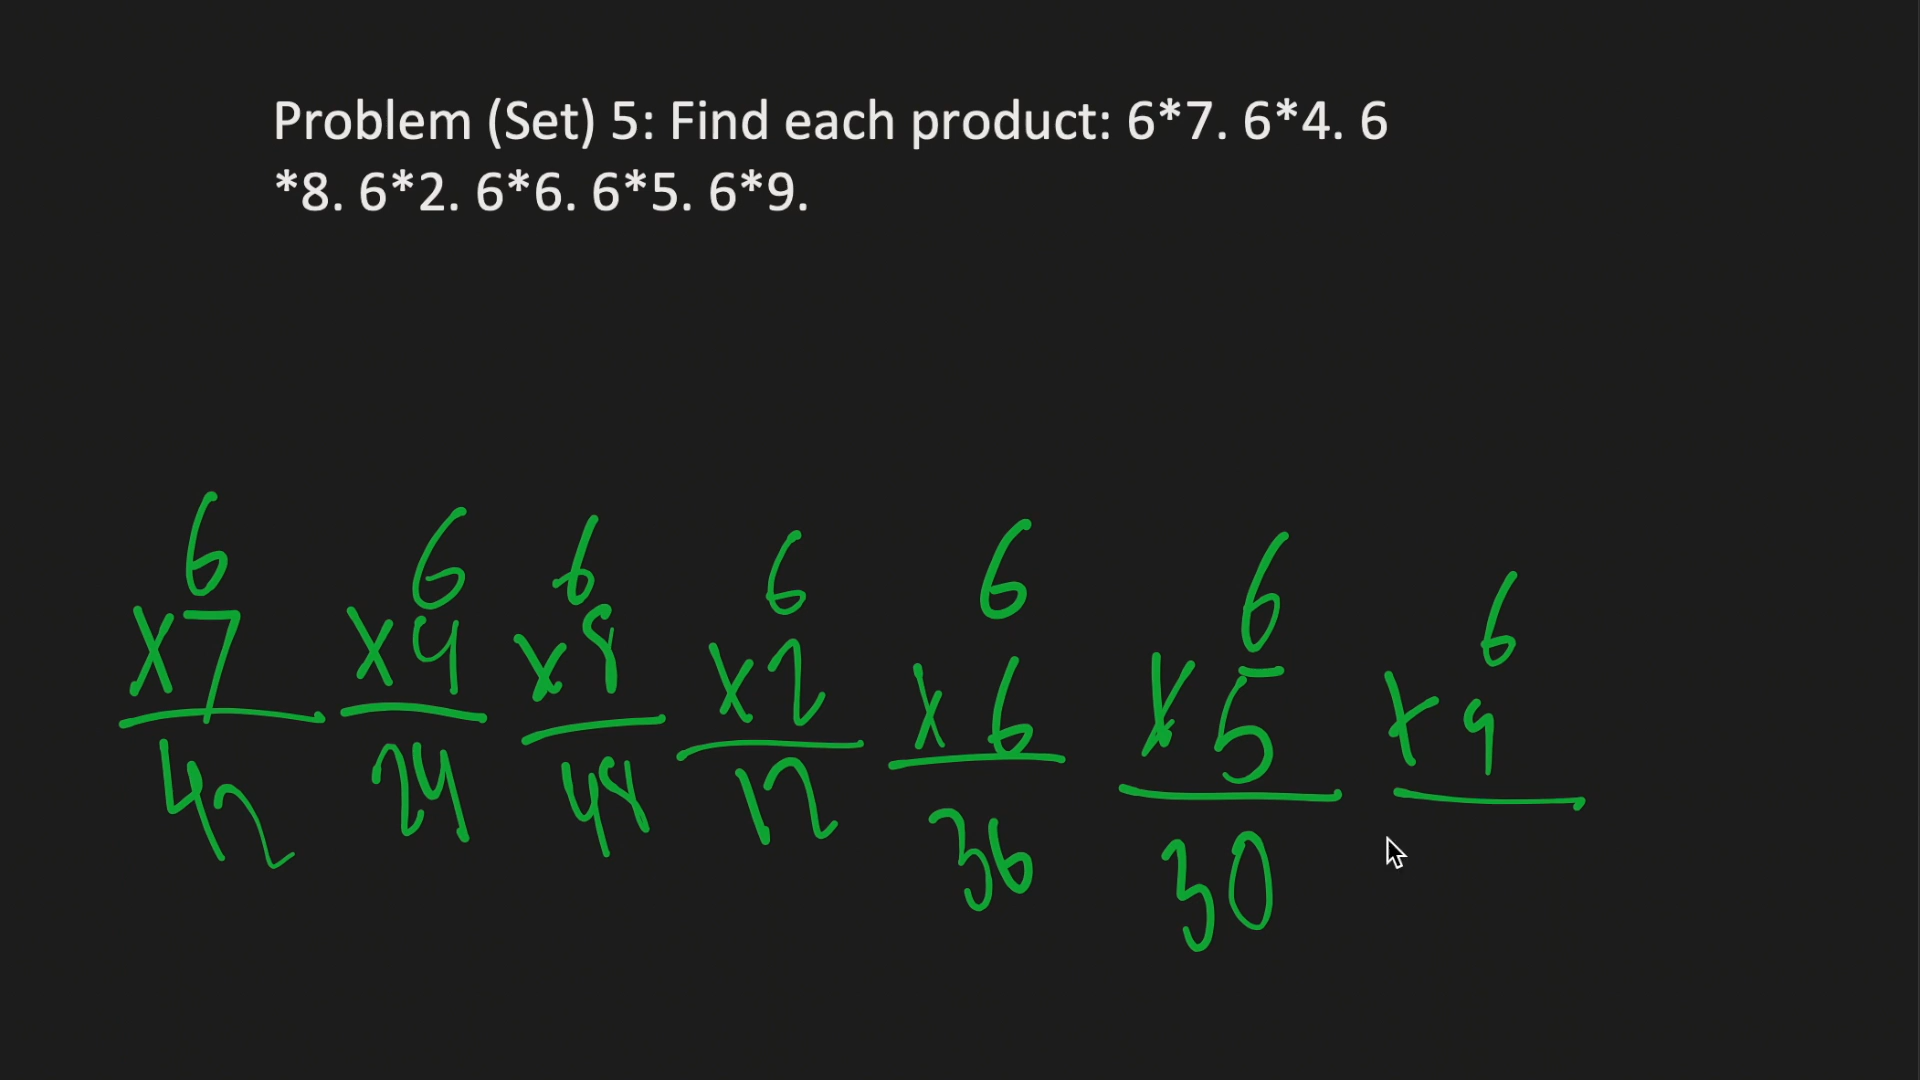 Problem (Set) 5: Find each product: 6*7. 6*4. 6
*8. 6*2. 6*6. 6*5. 6*9.
6 6 6 6 6 6 6
x7 x4 x8 x2 x6 x5 x9
42 24 48 12 36 30